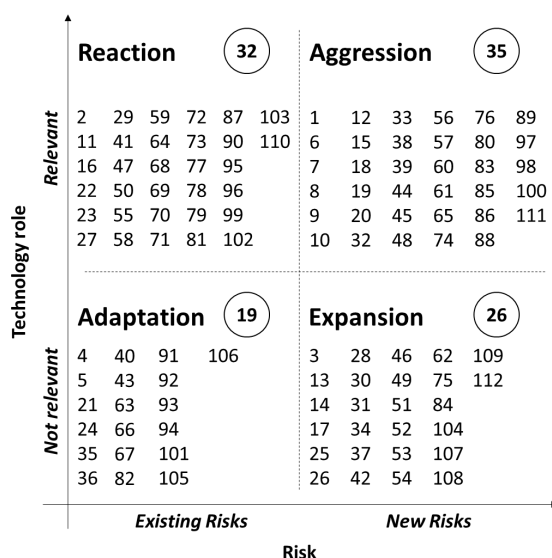 Reaction 32
2 29 59 72 87 103
11 41 64 73 90 110
16 47 68 77 95
22 50 69 78 96
23 55 70 79 99
27 58 71 81 102
Aggression 35
1 12 33 56 76 89
6 15 38 57 80 97
7 18 39 60 83 98
8 19 44 61 85 100
9 20 45 65 86 111
10 32 48 74 88
Relevant
Technology role
Adaptation 19
4 40 91 106
5 43 92
21 63 93
24 66 94
35 67 101
36 82 105
Expansion 26
3 28 46 62 109
13 30 49 75 112
14 31 51 84
17 34 52 104
25 37 53 107
26 42 54 108
Not relevant
Existing Risks
New Risks
Risk